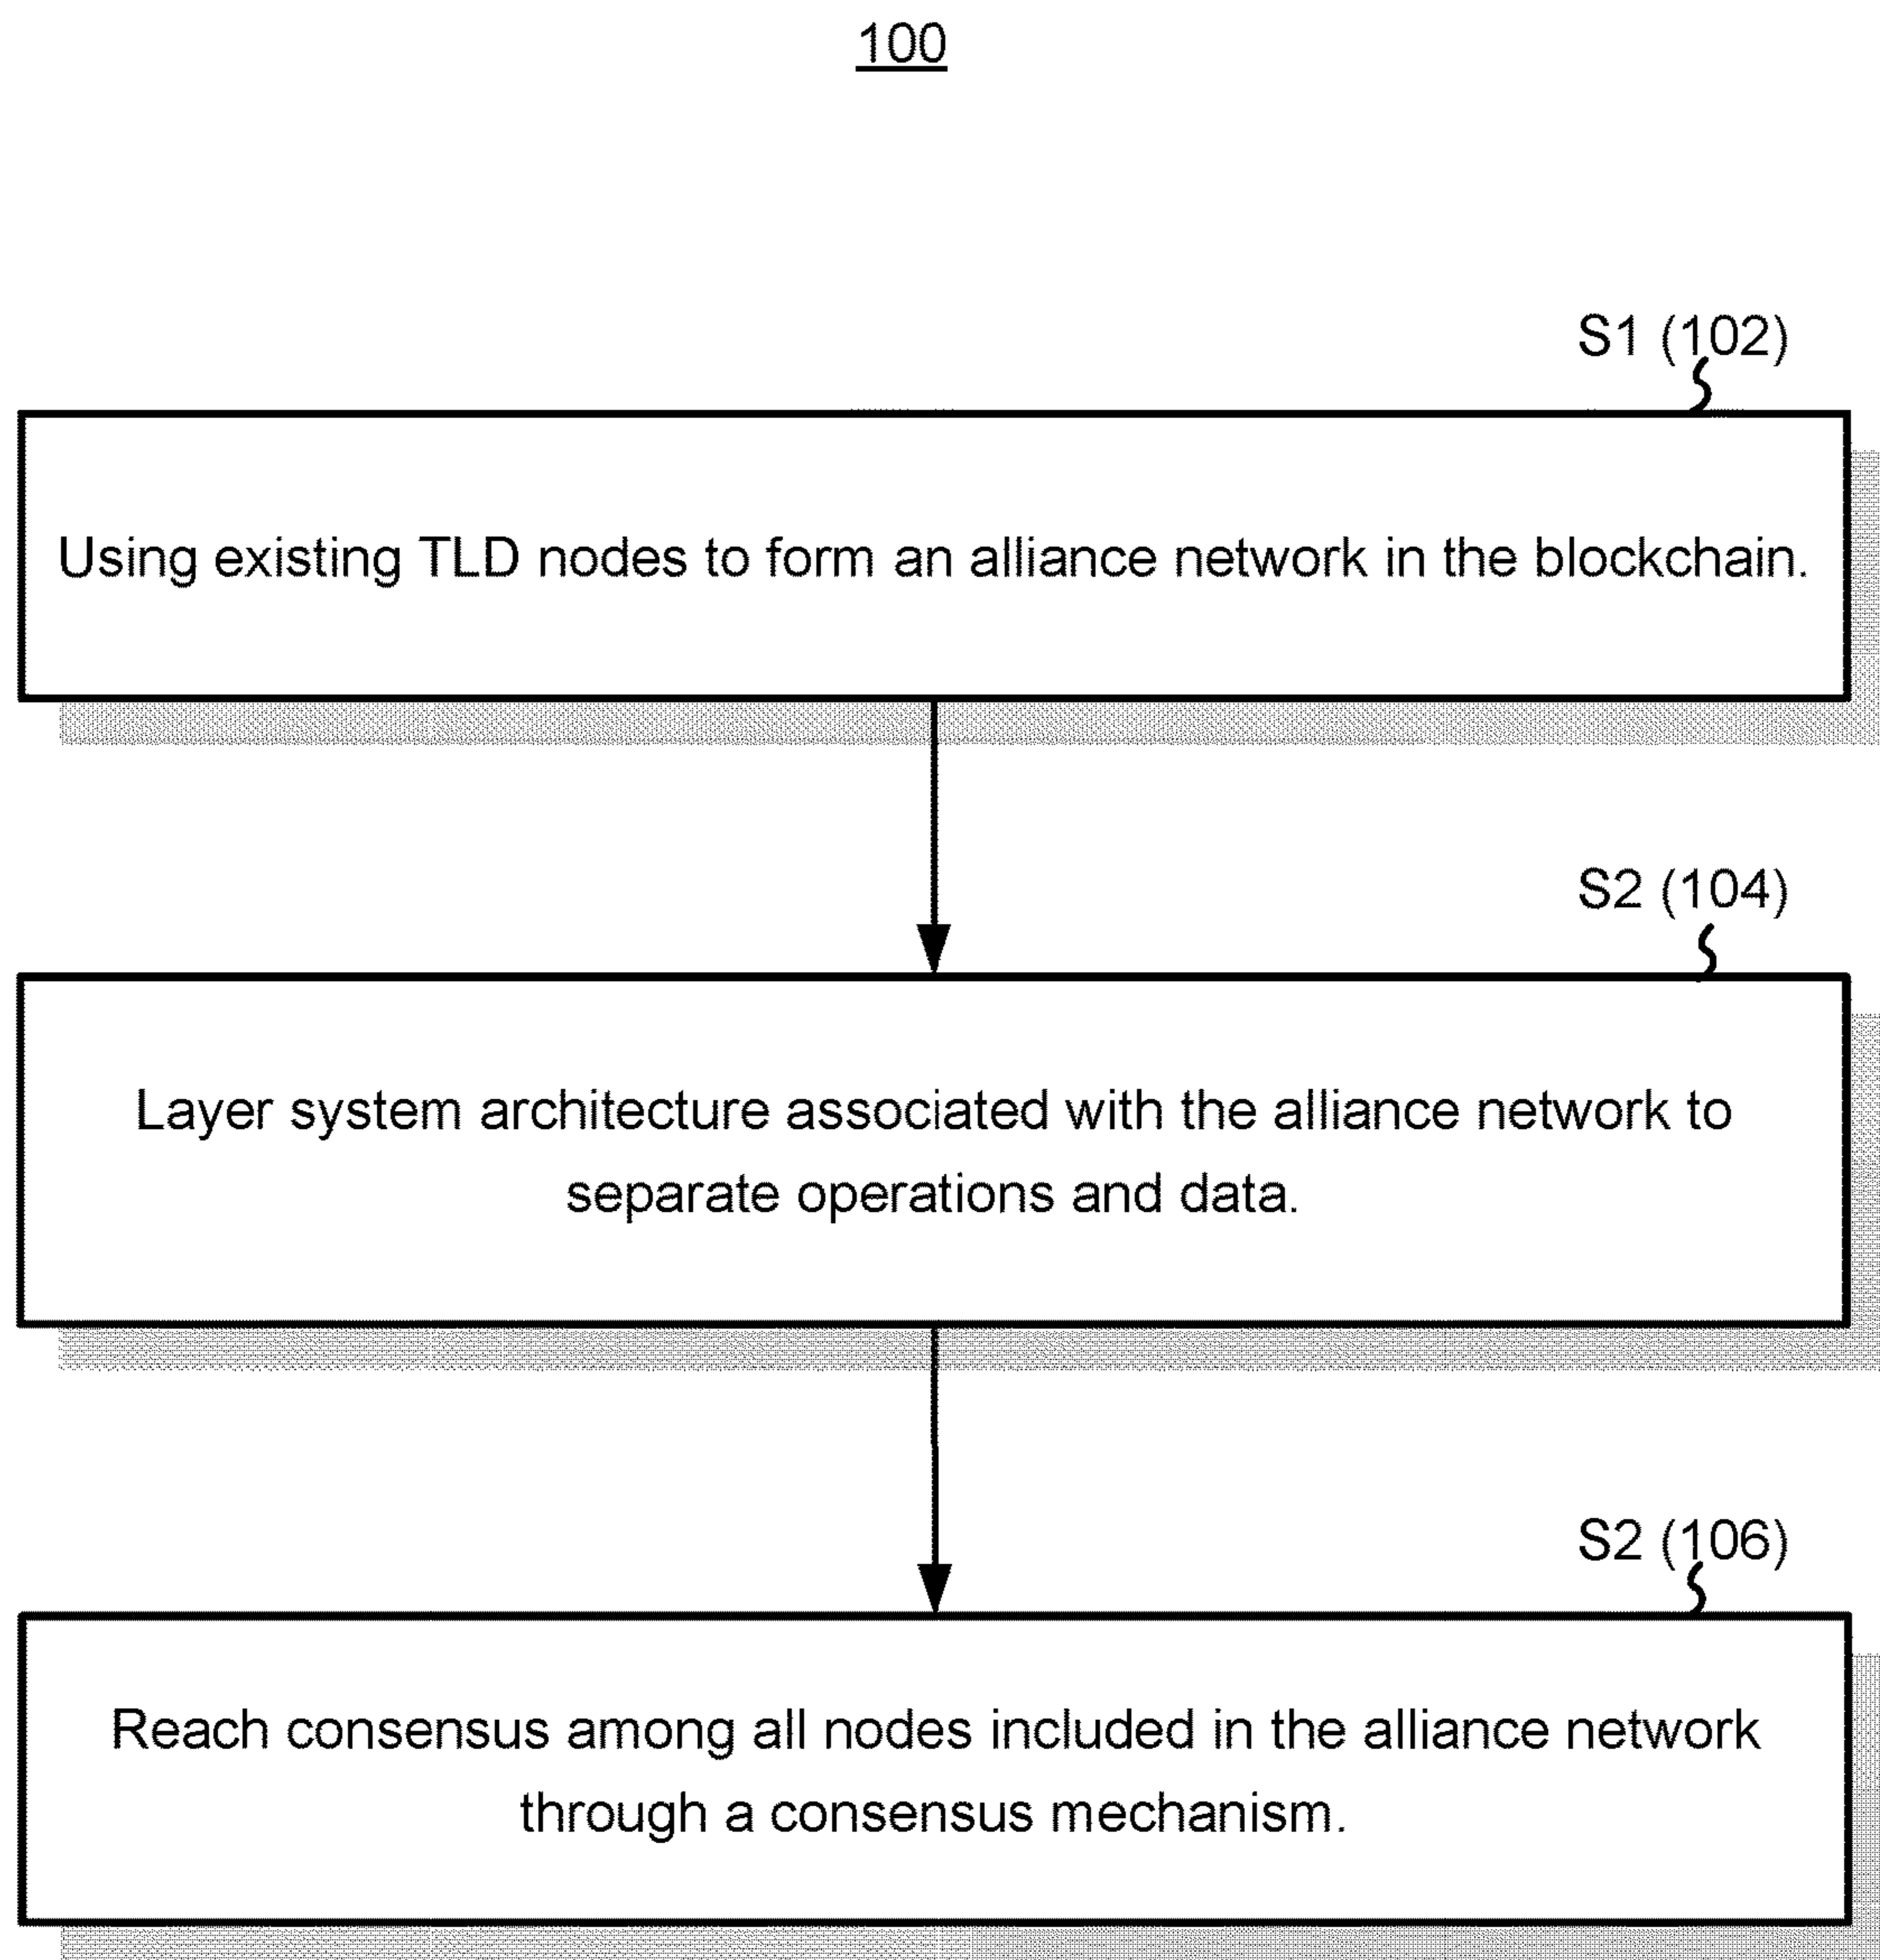 100
S1 (102)
Using existing TLD nodes to form an alliance network in the blockchain.
S2 (104)
Layer system architecture associated with the alliance network to
separate operations and data.
S2 (106)
Reach consensus among all nodes included in the alliance network
through a consensus mechanism.